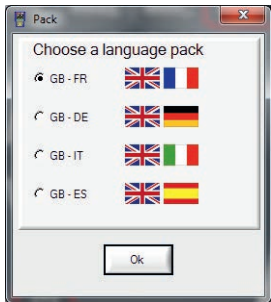 Pack
Choose a language pack
GB - FR
GB - DE
GB - IT
GB - ES
Ok